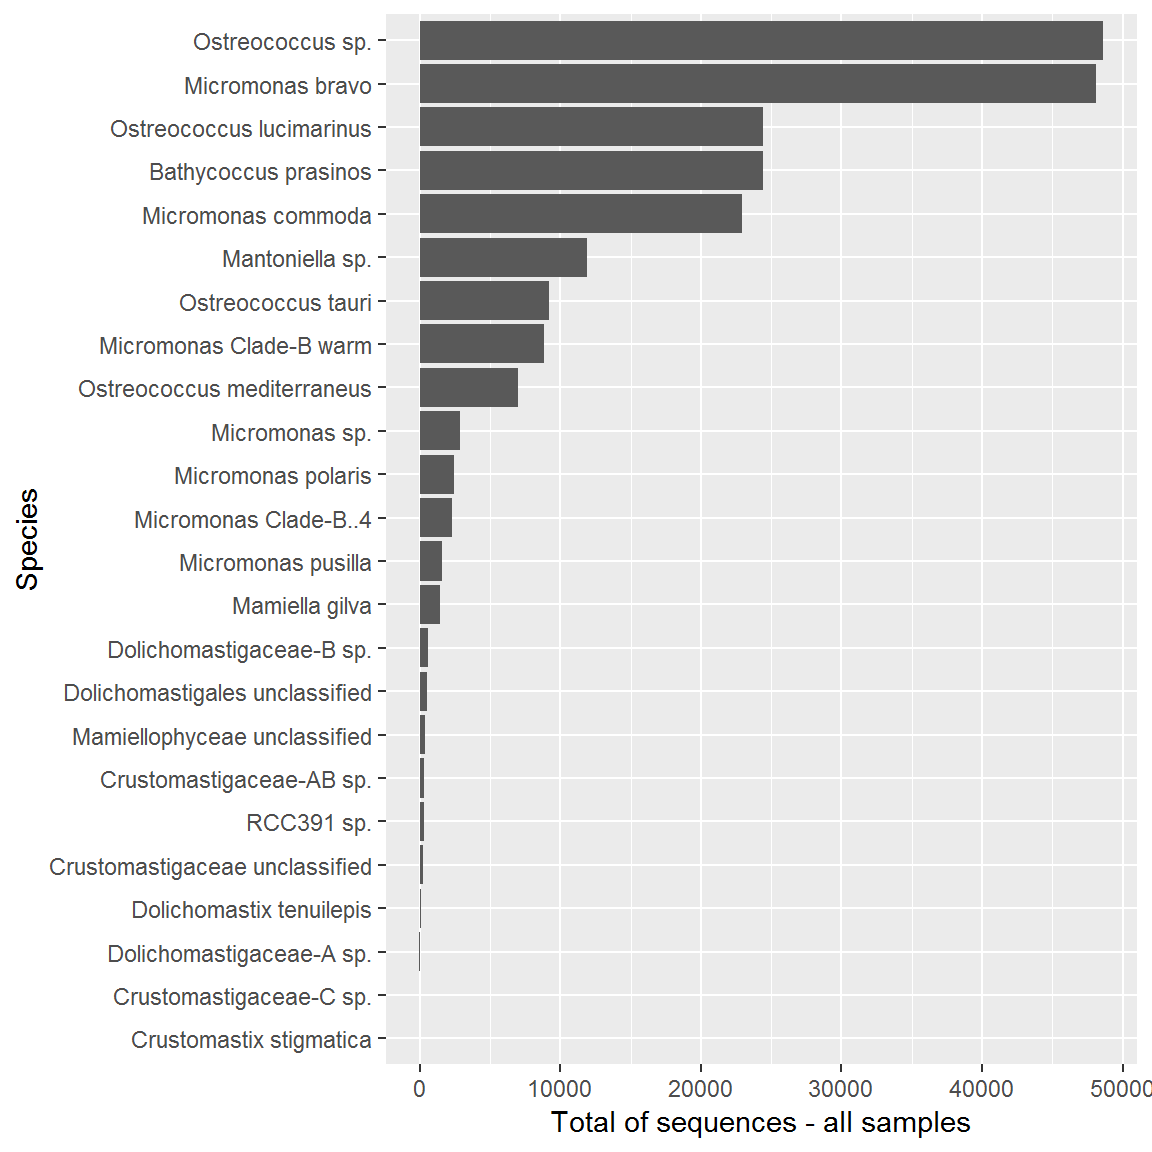 Ostreococcus sp.
Micromonas bravo
Ostreococcus lucimarinus
Bathycoccus prasinos
Micromonas commoda
Mantoniella sp.
Ostreococcus tauri
Micromonas Clade-B warm
Ostreococcus mediterraneus
Micromonas sp.
Micromonas polaris
Micromonas Clade-B..4
Micromonas pusilla
Mamiella gilva
Dolichomastigaceae-B sp.
Dolichomastigales unclassified
Mamiellophyceae unclassified
Crustomastigaceae-AB sp.
RCC391 sp.
Crustomastigaceae unclassified
Dolichomastix tenuilepis
Dolichomastigaceae-A sp.
Crustomastigaceae-C sp.
Crustomastix stigmatica
Species
0 10000 20000 30000 40000 50000
Total of sequences - all samples